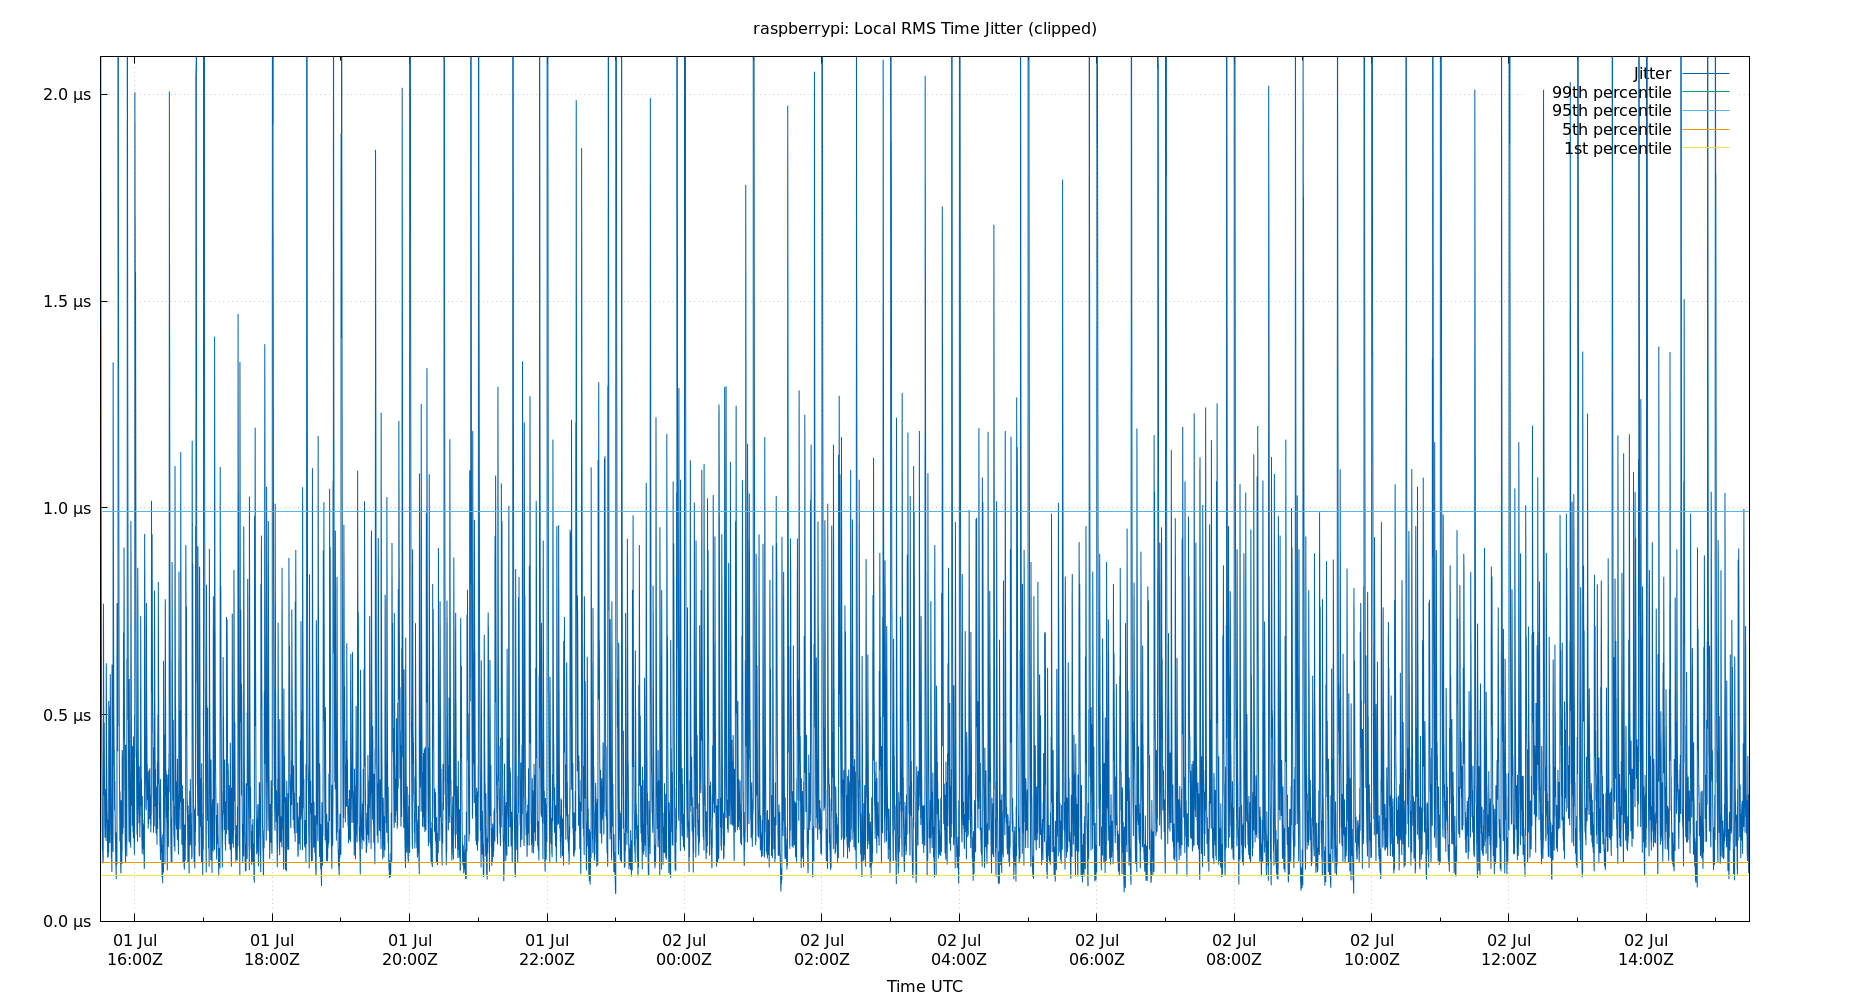 raspberrypi: Local RMS Time Jitter (clipped)
Jitter
99th percentile
95th percentile
5th percentile
1st percentile
2.0 µs
1.5 µs
1.0 µs
0.5 µs
0.0 µs
01 Jul 01 Jul 01 Jul 01 Jul 02 Jul 02 Jul 02 Jul 02 Jul 02 Jul 02 Jul 02 Jul 02 Jul
16:00Z 18:00Z 20:00Z 22:00Z 00:00Z 02:00Z 04:00Z 06:00Z 08:00Z 10:00Z 12:00Z 14:00Z
Time UTC